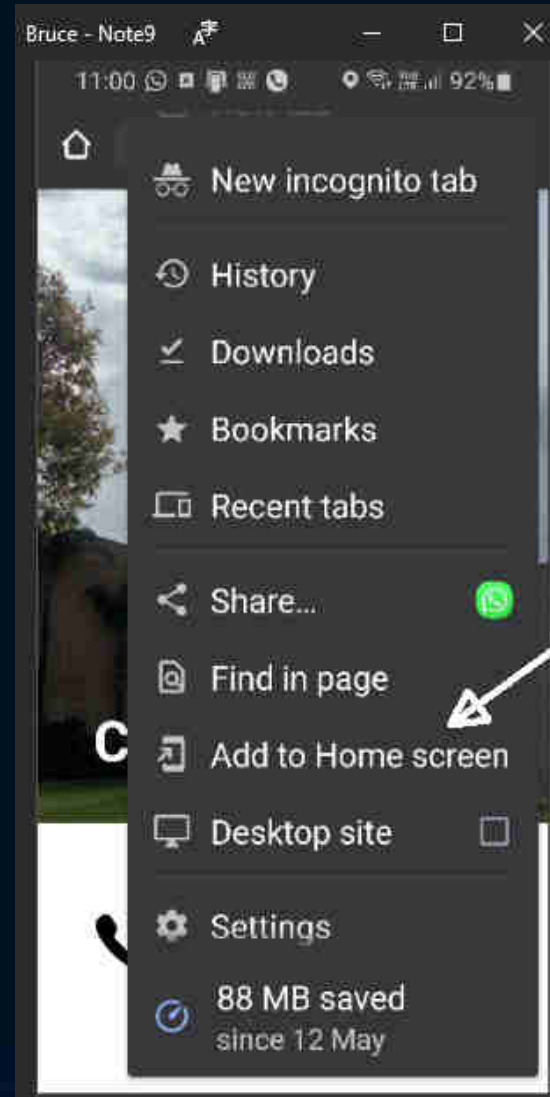 Bruce - Note9
11:00 92%
New incognito tab
History
Downloads
Bookmarks
Recent tabs
Share...
Find in page
C
Add to Home screen
Desktop site
Settings
88 MB saved
since 12 May